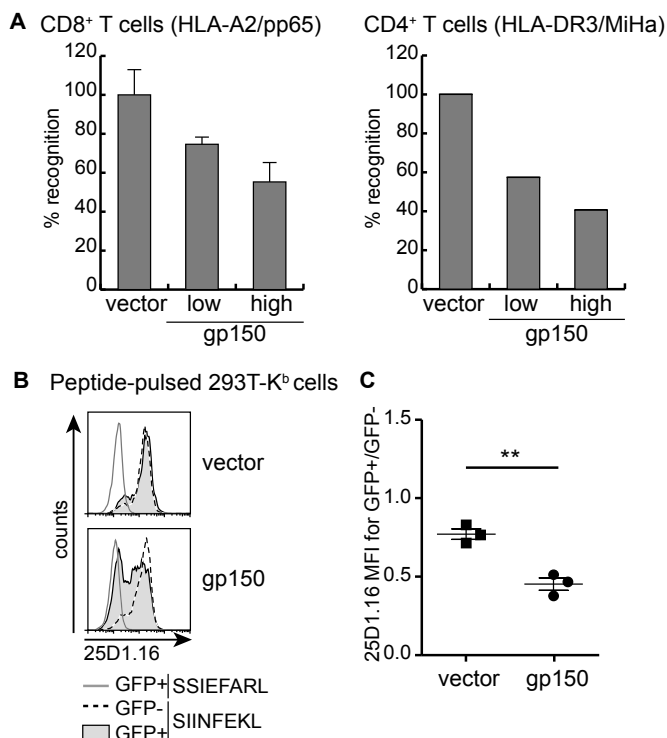 A CD8⁺ T cells (HLA-A2/pp65) CD4⁺ T cells (HLA-DR3/MiHa)
% recognition
120
100
80
60
40
20
0
vector low high
gp150
% recognition
120
100
80
60
40
20
0
vector low high
gp150
B Peptide-pulsed 293T-Kᵇ cells
counts
vector
gp150
25D1.16
GFP+ SSIEFARL
GFP- SIINFEKL
GFP+
C
25D1.16 MFI for GFP+/GFP-
1.5
1.0
0.5
0.0
**
vector gp150